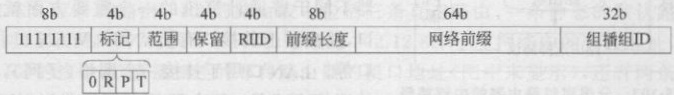 8b 4b 4b 4b 4b 8b 64b 32b
111111111 标记 范围 保留 RIID 前缀长度 网络前缀 组播组ID
0 R P T